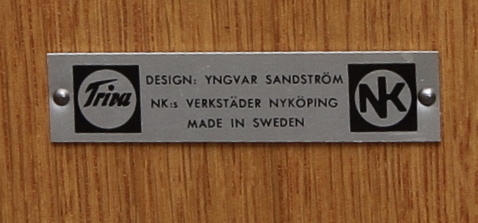 Triva
DESIGN: YNGVAR SANDSTRÖM
NK:s VERKSTÄDER NYKÖPING
MADE IN SWEDEN
NK